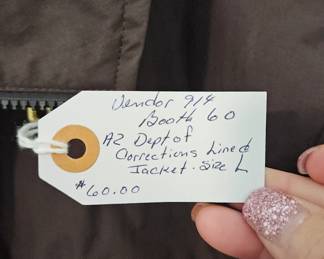 Vendor 914
Booth 60
AZ Dept of
Corrections Lined
Jacket. Size L
$60.00